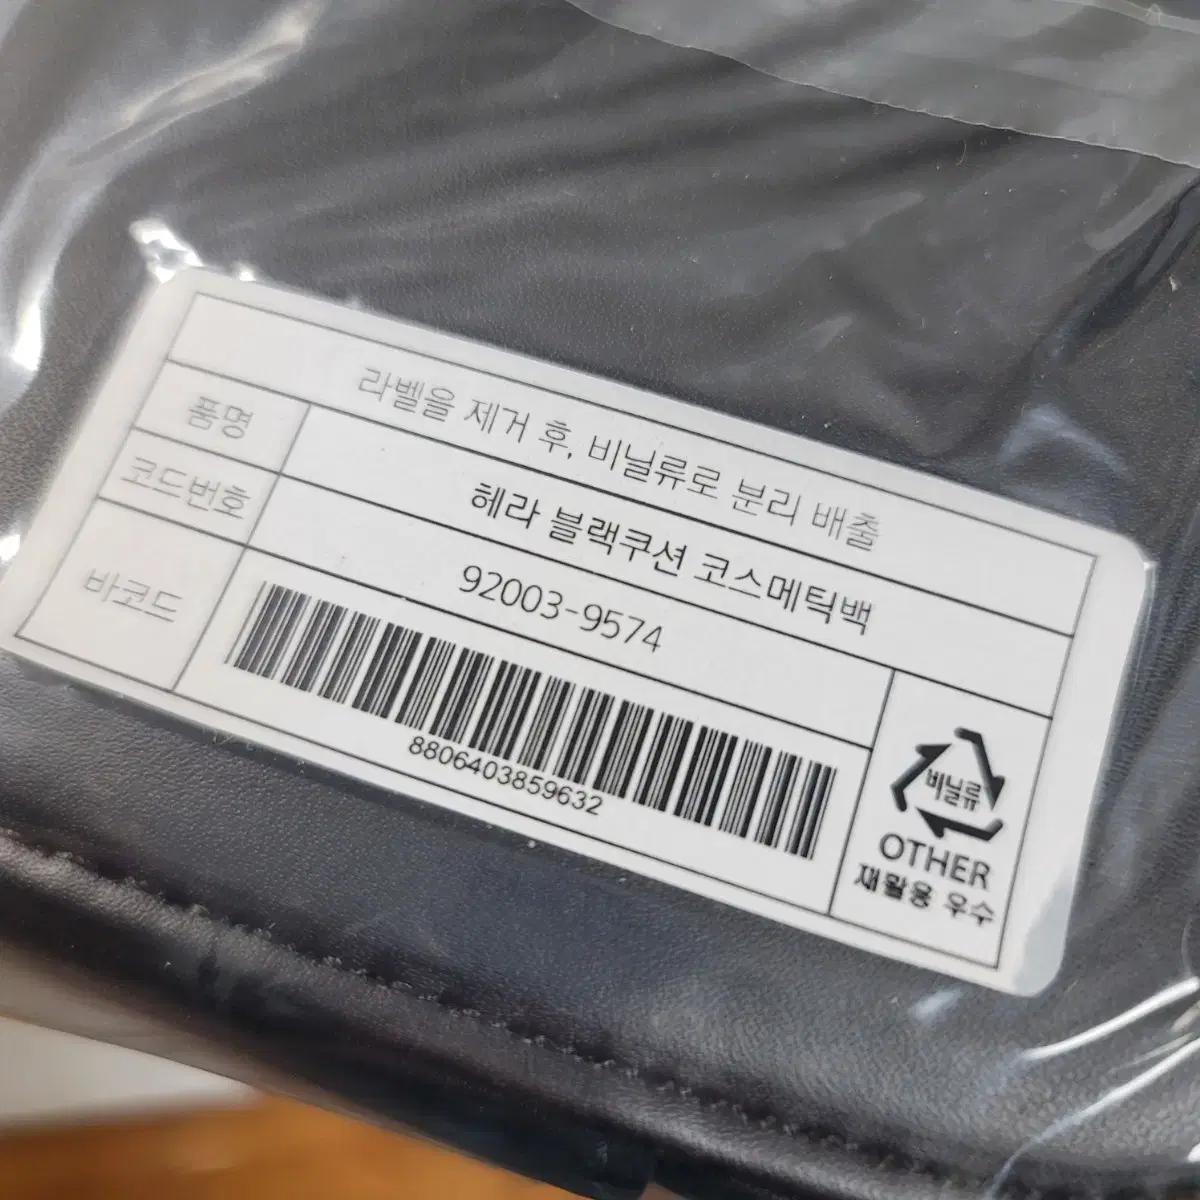 라벨을 제거 후, 비닐류로 분리 배출
품명
헤라 블랙쿠션 코스메틱백
코드번호
92003-9574
바코드
8806403859632
비닐류
OTHER
재활용 우수